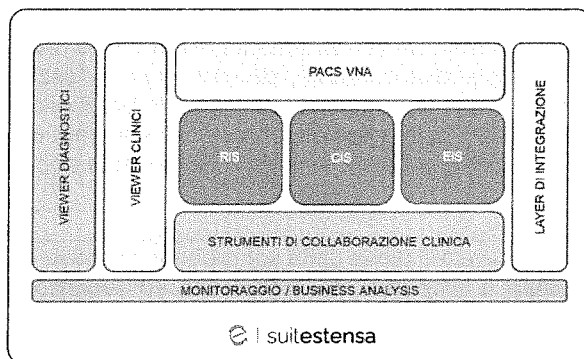 VIEWER DIAGNOSTICI
VIEWER CLINICI
PACS VNA
RIS
CIS
EIS
STRUMENTI DI COLLABORAZIONE CLINICA
LAYER DI INTEGRAZIONE
MONITORAGGIO / BUSINESS ANALYSIS
e | suitestensa